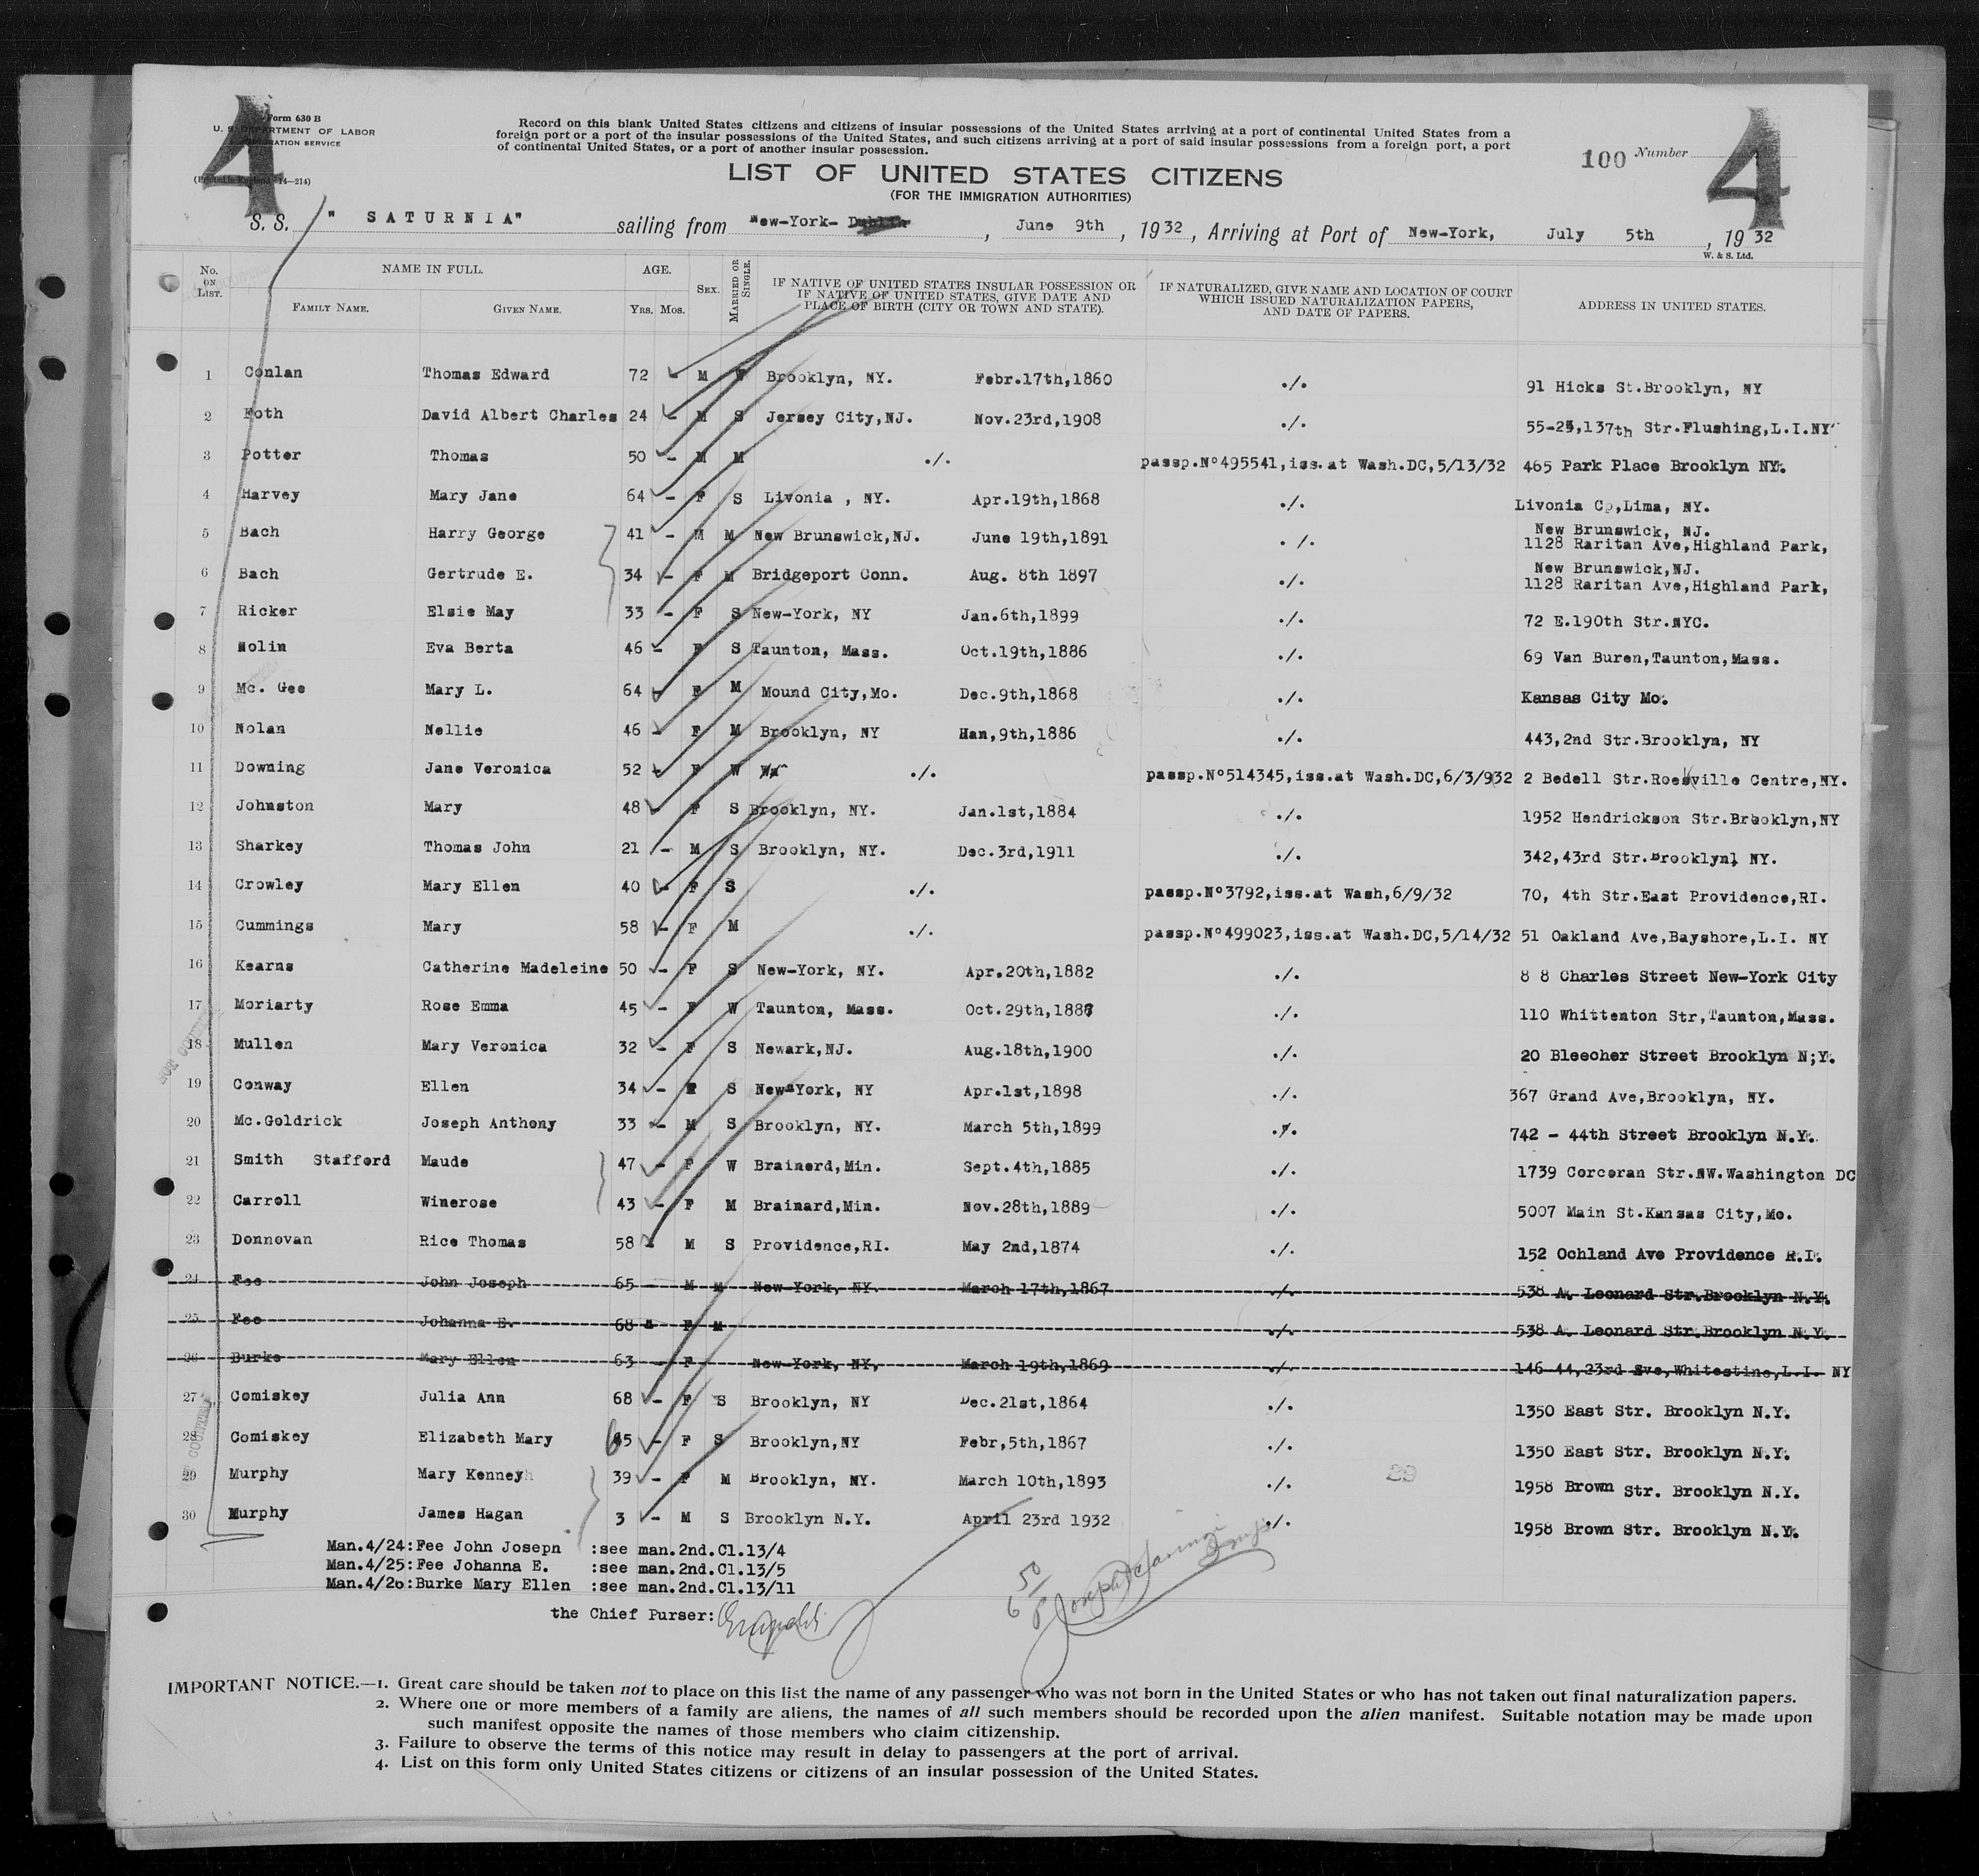 4
Form 630 B
U. S. DEPARTMENT OF LABOR
IMMIGRATION SERVICE
(Printed in England 14—214)
Record on this blank United States citizens and citizens of insular possessions of the United States arriving at a port of continental United States from a
foreign port or a port of the insular possessions of the United States, and such citizens arriving at a port of said insular possessions from a foreign port, a port
of continental United States, or a port of another insular possession.
LIST OF UNITED STATES CITIZENS
(FOR THE IMMIGRATION AUTHORITIES)
100 Number
4
S. S. " SATURNIA" sailing from New-York- Dublin, June 9th, 1932, Arriving at Port of New-York, July 5th, 1932
W. & S. Ltd.
No. ON LIST. NAME IN FULL. AGE. SEX. MARRIED OR SINGLE. IF NATIVE OF UNITED STATES INSULAR POSSESSION OR IF NATIVE OF UNITED STATES, GIVE DATE AND PLACE OF BIRTH (CITY OR TOWN AND STATE). IF NATURALIZED, GIVE NAME AND LOCATION OF COURT WHICH ISSUED NATURALIZATION PAPERS, AND DATE OF PAPERS. ADDRESS IN UNITED STATES.
FAMILY NAME. GIVEN NAME. Yrs. Mos.
1 Conlan Thomas Edward 72 - M W Brooklyn, NY. Febr.17th,1860 ./. 91 Hicks St.Brooklyn, NY
2 Foth David Albert Charles 24 - M S Jersey City,NJ. Nov.23rd,1908 ./. 55-25,137th Str.Flushing,L.I.NY
3 Potter Thomas 50 - M M ./. passp.N°495541,iss.at Wash.DC,5/13/32 465 Park Place Brooklyn NY.
4 Harvey Mary Jane 64 - F S Livonia , NY. Apr.19th,1868 ./. Livonia Co,Lima, NY.
5 Bach Harry George 41 - M M New Brunswick,NJ. June 19th,1891 ./. New Brunswick, NJ.
1128 Raritan Ave,Highland Park,
6 Bach Gertrude E. 34 - F M Bridgeport Conn. Aug. 8th 1897 ./. New Brunswick,NJ.
1128 Raritan Ave,Highland Park,
7 Ricker Elsie May 33 - F S New-York, NY Jan.6th,1899 ./. 72 E.190th Str.NYC.
8 Nolin Eva Berta 46 - F S Taunton, Mass. Oct.19th,1886 ./. 69 Van Buren,Taunton,Mass.
9 Mc. Gee Mary L. 64 - F M Mound City,Mo. Dec.9th,1868 ./. Kansas City Mo.
10 Nolan Nellie 46 - F M Brooklyn, NY Han,9th,1886 ./. 443,2nd Str.Brooklyn, NY
11 Downing Jane Veronica 52 - F W ./. passp.N°514345,iss.at Wash.DC,6/3/932 2 Bedell Str.Roesville Centre,NY.
12 Johnston Mary 48 - F S Brooklyn, NY. Jan.1st,1884 ./. 1952 Hendrickson Str.Brooklyn,NY
13 Sharkey Thomas John 21 - M S Brooklyn, NY. Dec.3rd,1911 ./. 342,43rd Str.Brooklyn, NY.
14 Crowley Mary Ellen 40 - F S ./. passp.N°3792,iss.at Wash,6/9/32 70, 4th Str.East Providence,RI.
15 Cummings Mary 58 - F M ./. passp.N°499023,iss.at Wash.DC,5/14/32 51 Oakland Ave,Bayshore,L.I. NY
16 Kearns Catherine Madeleine 50 - F S New-York, NY. Apr.20th,1882 ./. 8 8 Charles Street New-York City
17 Moriarty Rose Emma 45 - F W Taunton, Mass. Oct.29th,1887 ./. 110 Whittenton Str,Taunton,Mass.
18 Mullen Mary Veronica 32 - F S Newark,NJ. Aug.18th,1900 ./. 20 Bleecher Street Brooklyn N;Y.
19 Conway Ellen 34 - F S New-York, NY Apr.1st,1898 ./. 367 Grand Ave,Brooklyn, NY.
20 Mc.Goldrick Joseph Anthony 33 - M S Brooklyn, NY. March 5th,1899 ./. 742 - 44th Street Brooklyn N.Y.
21 Smith Stafford Maude 47 - F W Brainerd,Min. Sept.4th,1885 ./. 1739 Corcoran Str.NW.Washington DC
22 Carroll Winerose 43 - F M Brainard,Min. Nov.28th,1889 ./. 5007 Main St.Kansas City,Mo.
23 Donnovan Rice Thomas 58 - M S Providence,RI. May 2nd,1874 ./. 152 Ochland Ave Providence R.I.
24 Fee John Joseph 65 - M M New-York, NY March 17th,1867 ./. 538 A. Leonard Str.Brooklyn N.Y.
25 Fee Johanna E. 68 - F M ./. 538 A. Leonard Str.Brooklyn N.Y.
26 Burke Mary Ellen 63 - F New-York, NY, March 19th,1869 ./. 146-44,23rd Ave,Whitestine,L.I. NY
27 Comiskey Julia Ann 68 - F S Brooklyn, NY Dec.21st,1864 ./. 1350 East Str. Brooklyn N.Y.
28 Comiskey Elizabeth Mary 65 - F S Brooklyn,NY Febr,5th,1867 ./. 1350 East Str. Brooklyn N.Y.
29 Murphy Mary Kenney 39 - F M Brooklyn, NY. March 10th,1893 ./. 29 1958 Brown Str. Brooklyn N.Y.
30 Murphy James Hagan 3 - M S Brooklyn N.Y. April 23rd 1932 ./. 1958 Brown Str. Brooklyn N.Y.
Man.4/24:Fee John Josepn :see man.2nd.Cl.13/4
Man.4/25:Fee Johanna E. :see man.2nd.Cl.13/5
Man.4/26:Burke Mary Ellen :see man.2nd.Cl.13/11
the Chief Purser:
IMPORTANT NOTICE.—1. Great care should be taken not to place on this list the name of any passenger who was not born in the United States or who has not taken out final naturalization papers.
2. Where one or more members of a family are aliens, the names of all such members should be recorded upon the alien manifest. Suitable notation may be made upon
such manifest opposite the names of those members who claim citizenship.
3. Failure to observe the terms of this notice may result in delay to passengers at the port of arrival.
4. List on this form only United States citizens or citizens of an insular possession of the United States.